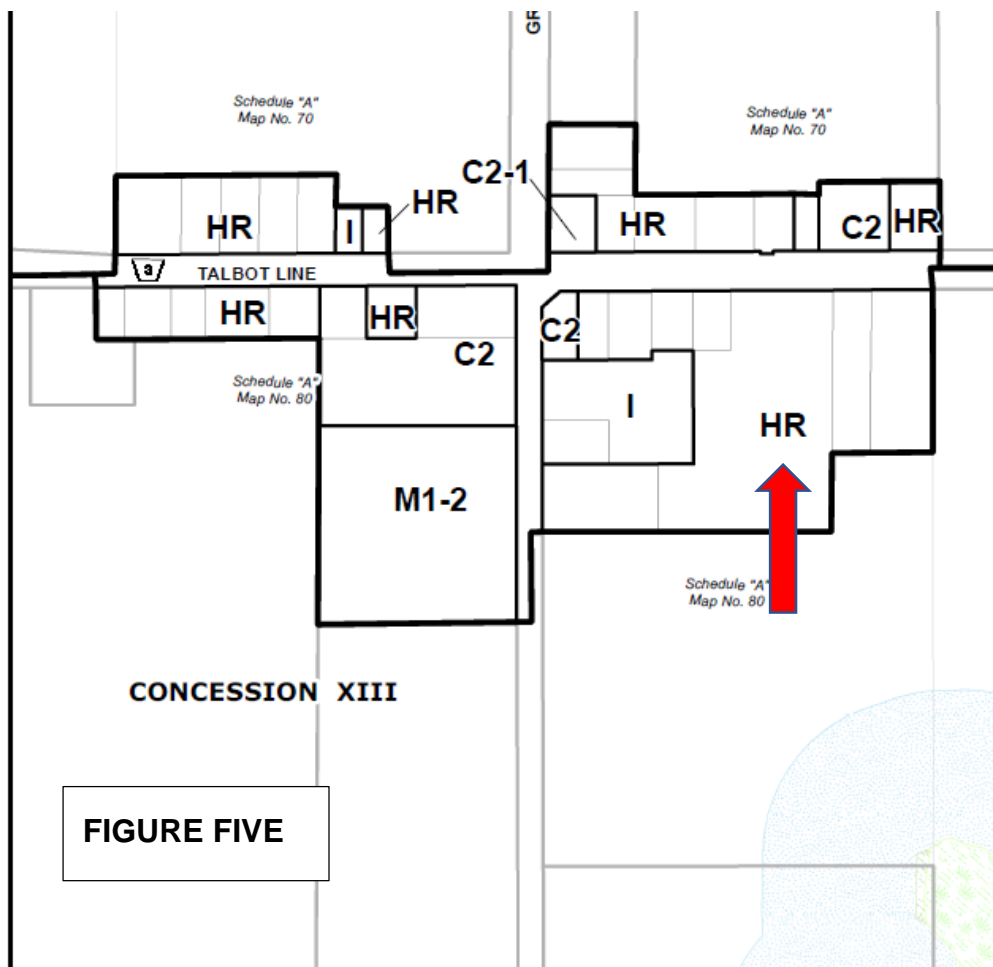 GR
Schedule "A"
Map No. 70
Schedule "A"
Map No. 70
C2-1
HR
HR
I
HR
C2
HR
3
TALBOT LINE
HR
HR
C2
C2
Schedule "A"
Map No. 80
I
HR
M1-2
Schedule "A"
Map No. 80
CONCESSION XIII
FIGURE FIVE